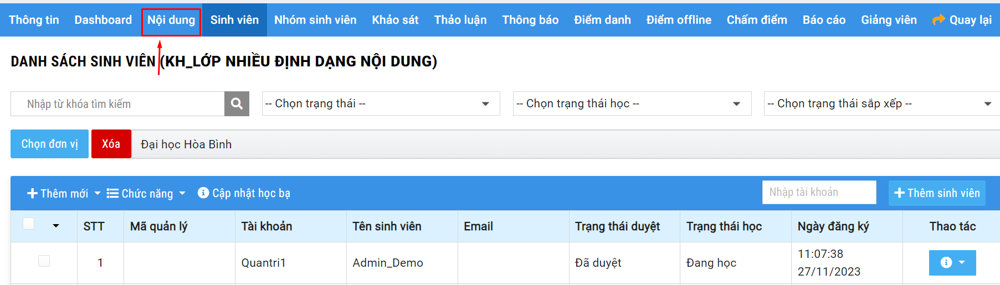 Thông tin Dashboard Nội dung Sinh viên Nhóm sinh viên Khảo sát Thảo luận Thông báo Điểm danh Điểm offline Chấm điểm Báo cáo Giảng viên Quay lại
DANH SÁCH SINH VIÊN (KH_LỚP NHIỀU ĐỊNH DẠNG NỘI DUNG)
Nhập từ khóa tìm kiếm -- Chọn trạng thái -- -- Chọn trạng thái học -- -- Chọn trạng thái sắp xếp --
Chọn đơn vị Xóa Đại học Hòa Bình
Thêm mới Chức năng Cập nhật học bạ Nhập tài khoản Thêm sinh viên
STT Mã quản lý Tài khoản Tên sinh viên Email Trạng thái duyệt Trạng thái học Ngày đăng ký Thao tác
1 Quantri1 Admin_Demo Đã duyệt Đang học 11:07:38
27/11/2023